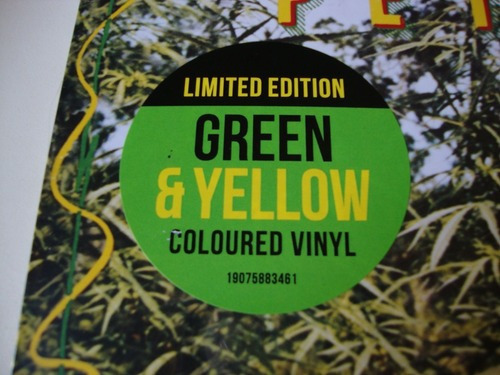 LIMITED EDITION
GREEN
& YELLOW
COLOURED VINYL
19075883461